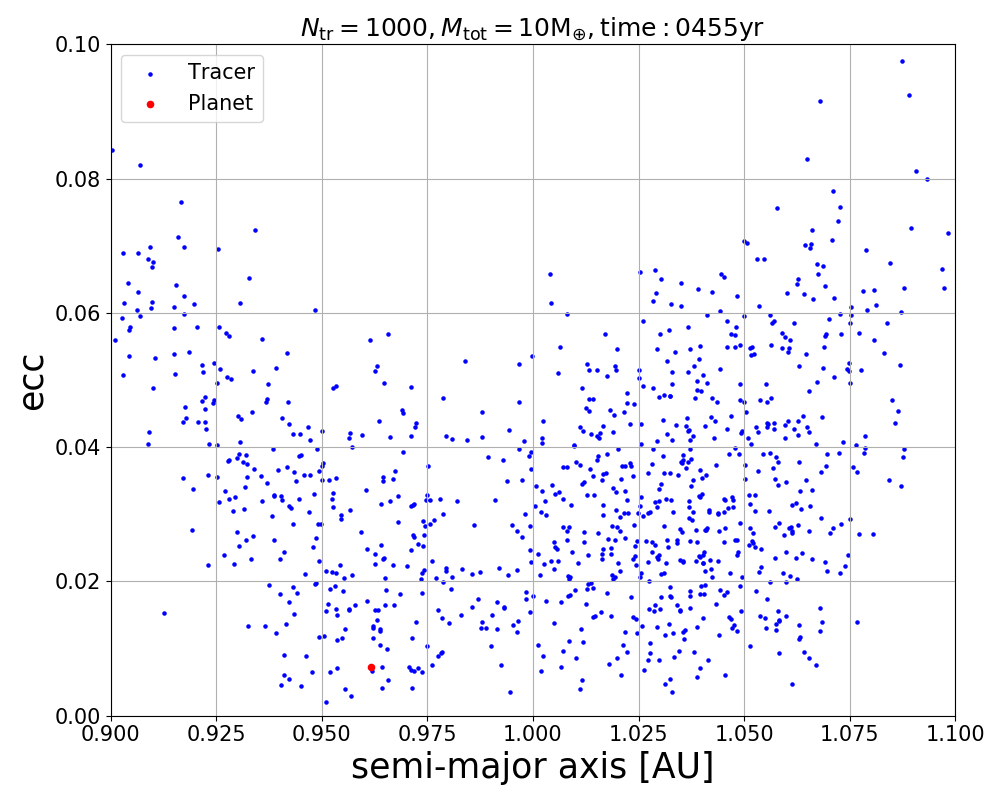 N_tr = 1000, M_tot = 10M_⊕, time : 0455yr
0.10
Tracer
Planet
0.08
0.06
ecc
0.04
0.02
0.00
0.900 0.925 0.950 0.975 1.000 1.025 1.050 1.075 1.100
semi-major axis [AU]